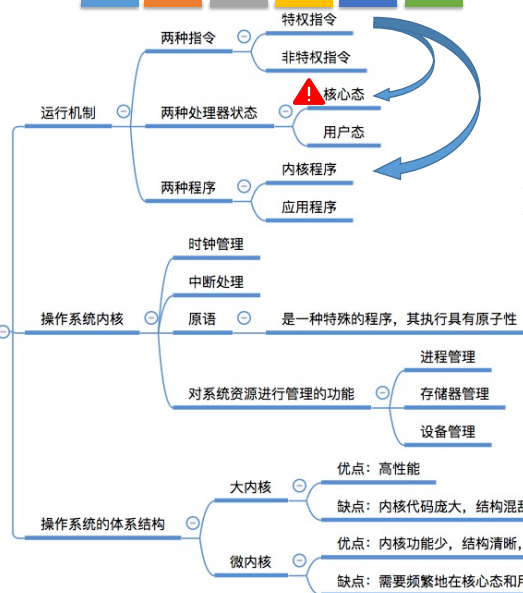 运行机制
两种指令
特权指令
非特权指令
两种处理器状态
核心态
用户态
两种程序
内核程序
应用程序
操作系统内核
时钟管理
中断处理
原语
是一种特殊的程序，其执行具有原子性
对系统资源进行管理的功能
进程管理
存储器管理
设备管理
操作系统的体系结构
大内核
优点：高性能
缺点：内核代码庞大，结构混
微内核
优点：内核功能少，结构清晰，
缺点：需要频繁地在核心态和